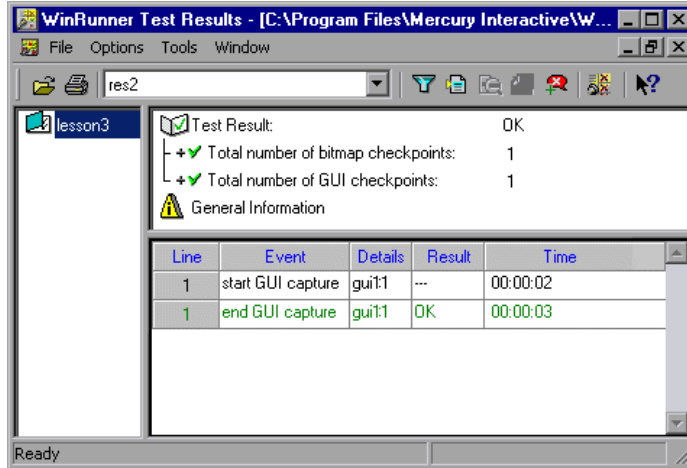 WinRunner Test Results - [C:\Program Files\Mercury Interactive\W...
File Options Tools Window
res2
lesson3
Test Result: OK
Total number of bitmap checkpoints: 1
Total number of GUI checkpoints: 1
General Information
Line Event Details Result Time
1 start GUI capture gui1:1 --- 00:00:02
1 end GUI capture gui1:1 OK 00:00:03
Ready